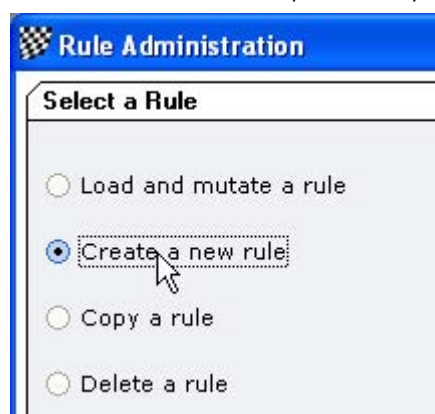 Rule Administration
Select a Rule
Load and mutate a rule
Create a new rule
Copy a rule
Delete a rule